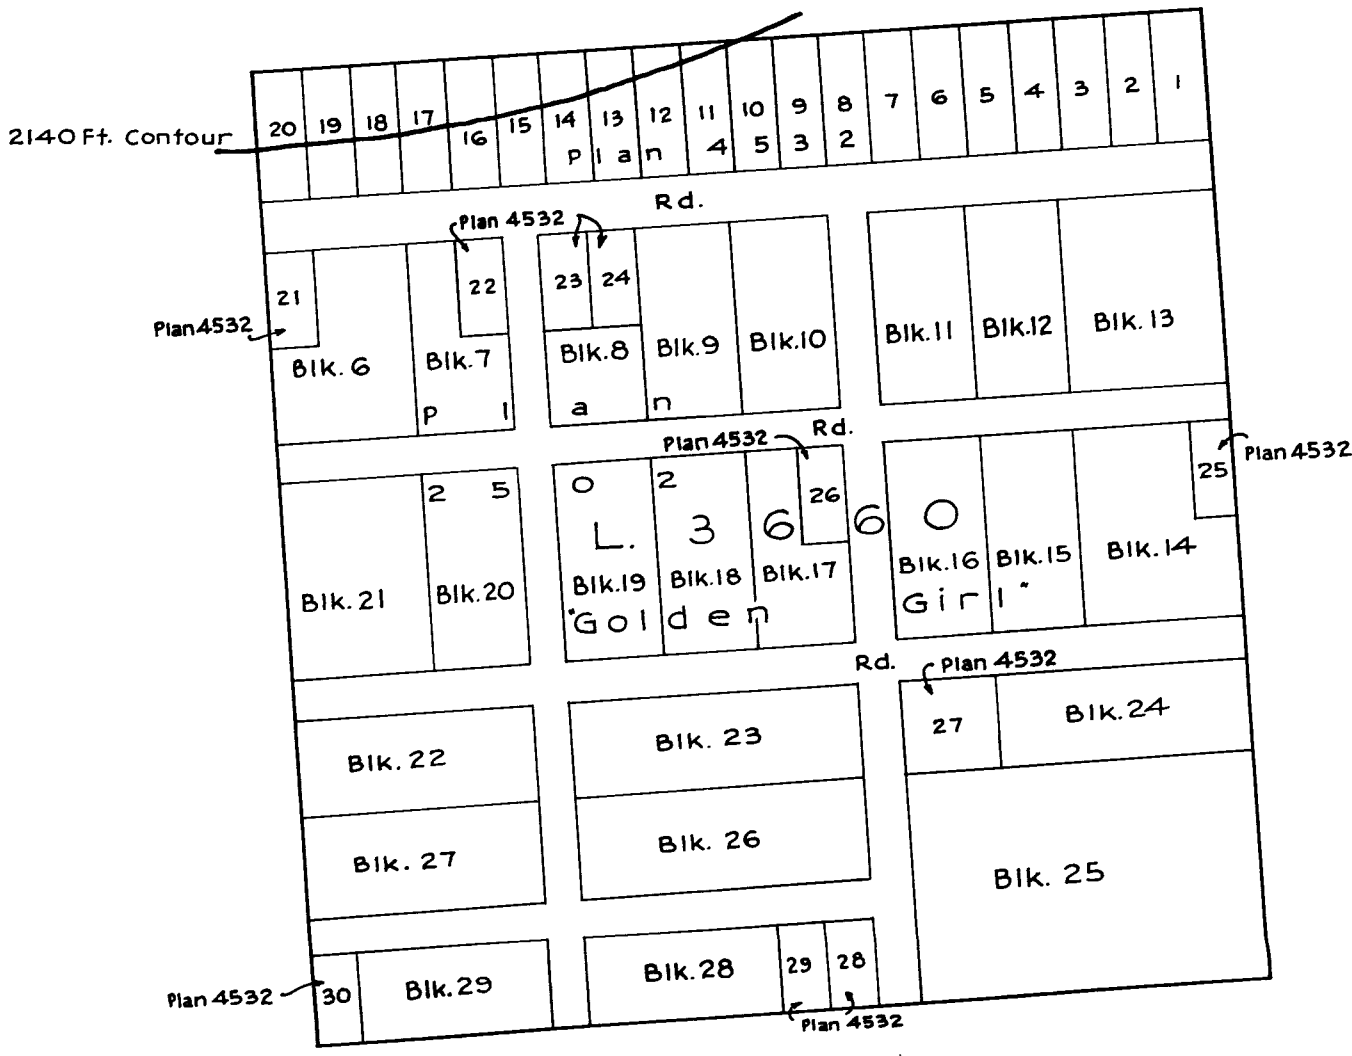 2140 Ft. Contour
20 19 18 17 16 15 14 13 12 11 10 9 8 7 6 5 4 3 2 1
Plan 4532
Rd.
Plan 4532
21 22 23 24
Plan 4532
Blk. 6 Blk. 7 Blk. 8 Blk. 9 Blk. 10 Blk. 11 Blk. 12 Blk. 13
Plan
Rd.
Plan 4532
Plan 4532
25
26
2 5 0 2
L. 3660
Blk. 21 Blk. 20 Blk. 19 Blk. 18 Blk. 17 Blk. 16 Blk. 15 Blk. 14
"Golden Girl"
Rd.
Plan 4532
27
Blk. 22 Blk. 23 Blk. 24
Blk. 27 Blk. 26 Blk. 25
Plan 4532
30 Blk. 29 Blk. 28 29 28
Plan 4532